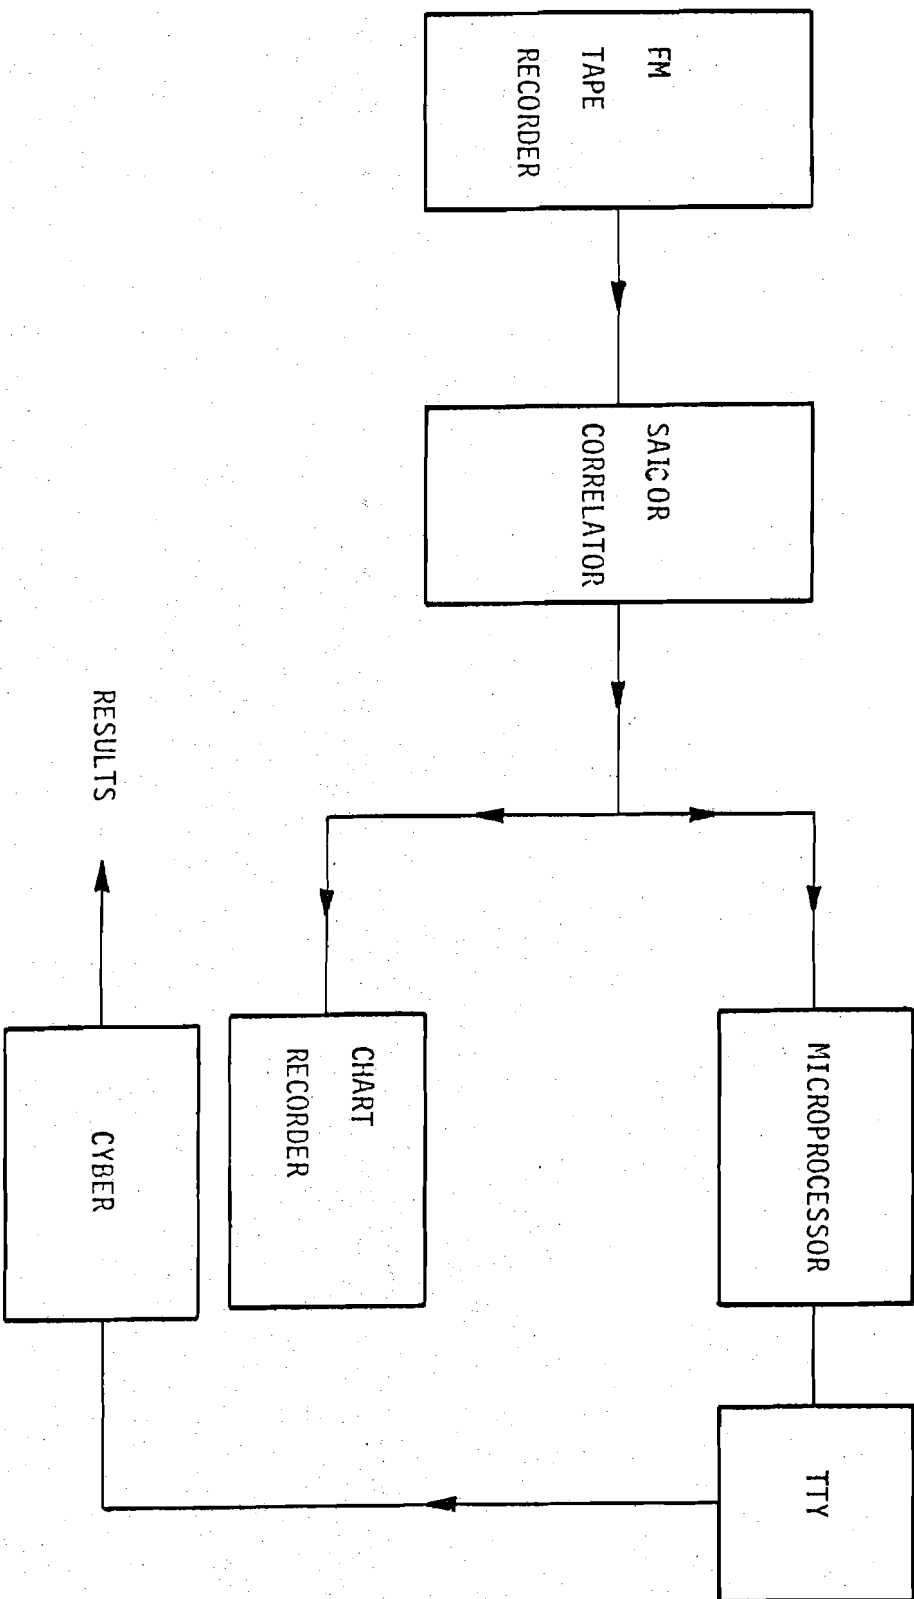 FM
TAPE
RECORDER
SAICOR
CORRELATOR
MICROPROCESSOR
TTY
CHART
RECORDER
CYBER
RESULTS